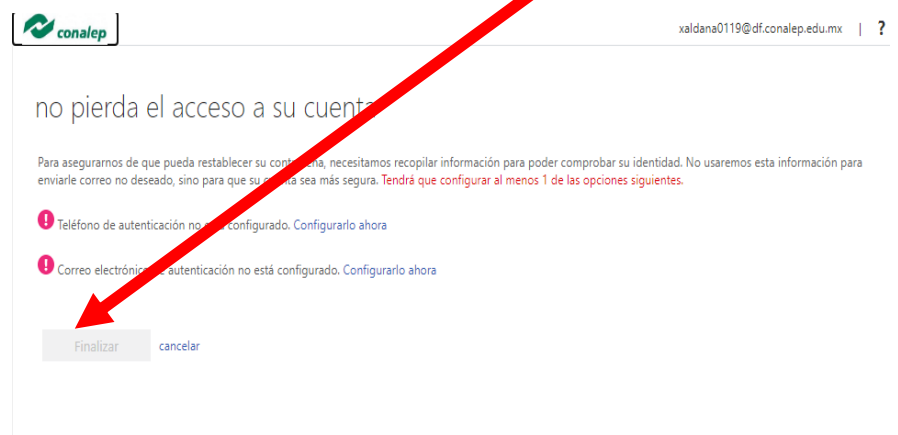 conalep
xaldana0119@df.conalep.edu.mx | ?
no pierda el acceso a su cuenta
Para asegurarnos de que pueda restablecer su necesitamos recopilar información para poder comprobar su identidad. No usaremos esta información para
enviarle correo no deseado, sino para que su sea más segura. Tendrá que configurar al menos 1 de las opciones siguientes.
! Teléfono de autenticación no configurado. Configurarlo ahora
! Correo electrónico autenticación no está configurado. Configurarlo ahora
Finalizar cancelar